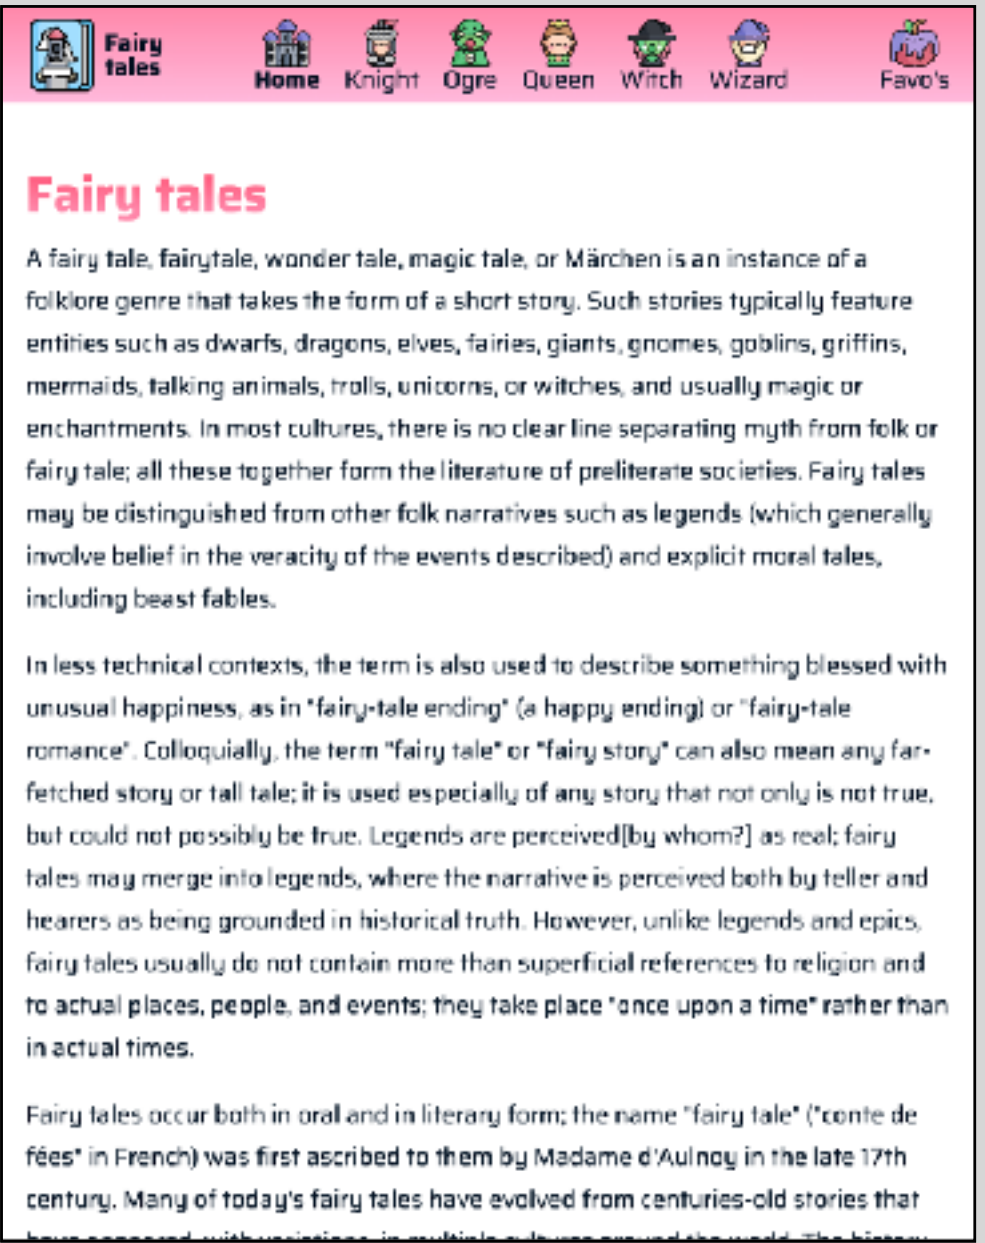 Fairy
tales
Home Knight Ogre Queen Witch Wizard Favo's
Fairy tales
A fairy tale, fairytale, wonder tale, magic tale, or Märchen is an instance of a
folklore genre that takes the form of a short story. Such stories typically feature
entities such as dwarfs, dragons, elves, fairies, giants, gnomes, goblins, griffins,
mermaids, talking animals, trolls, unicorns, or witches, and usually magic or
enchantments. In most cultures, there is no clear line separating myth from folk or
fairy tale; all these together form the literature of preliterate societies. Fairy tales
may be distinguished from other folk narratives such as legends (which generally
involve belief in the veracity of the events described) and explicit moral tales,
including beast fables.
In less technical contexts, the term is also used to describe something blessed with
unusual happiness, as in "fairy-tale ending" (a happy ending) or "fairy-tale
romance". Colloquially, the term "fairy tale" or "fairy story" can also mean any far-
fetched story or tall tale; it is used especially of any story that not only is not true,
but could not possibly be true. Legends are perceived[by whom?] as real; fairy
tales may merge into legends, where the narrative is perceived both by teller and
hearers as being grounded in historical truth. However, unlike legends and epics,
fairy tales usually do not contain more than superficial references to religion and
to actual places, people, and events; they take place "once upon a time" rather than
in actual times.
Fairy tales occur both in oral and in literary form; the name "fairy tale" ("conte de
fées" in French) was first ascribed to them by Madame d'Aulnoy in the late 17th
century. Many of today's fairy tales have evolved from centuries-old stories that
have appeared, with variations, in multiple cultures around the world. The history